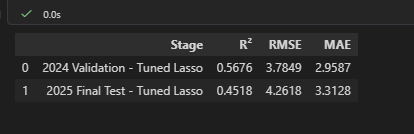 0.0s
Stage R² RMSE MAE
0 2024 Validation - Tuned Lasso 0.5676 3.7849 2.9587
1 2025 Final Test - Tuned Lasso 0.4518 4.2618 3.3128